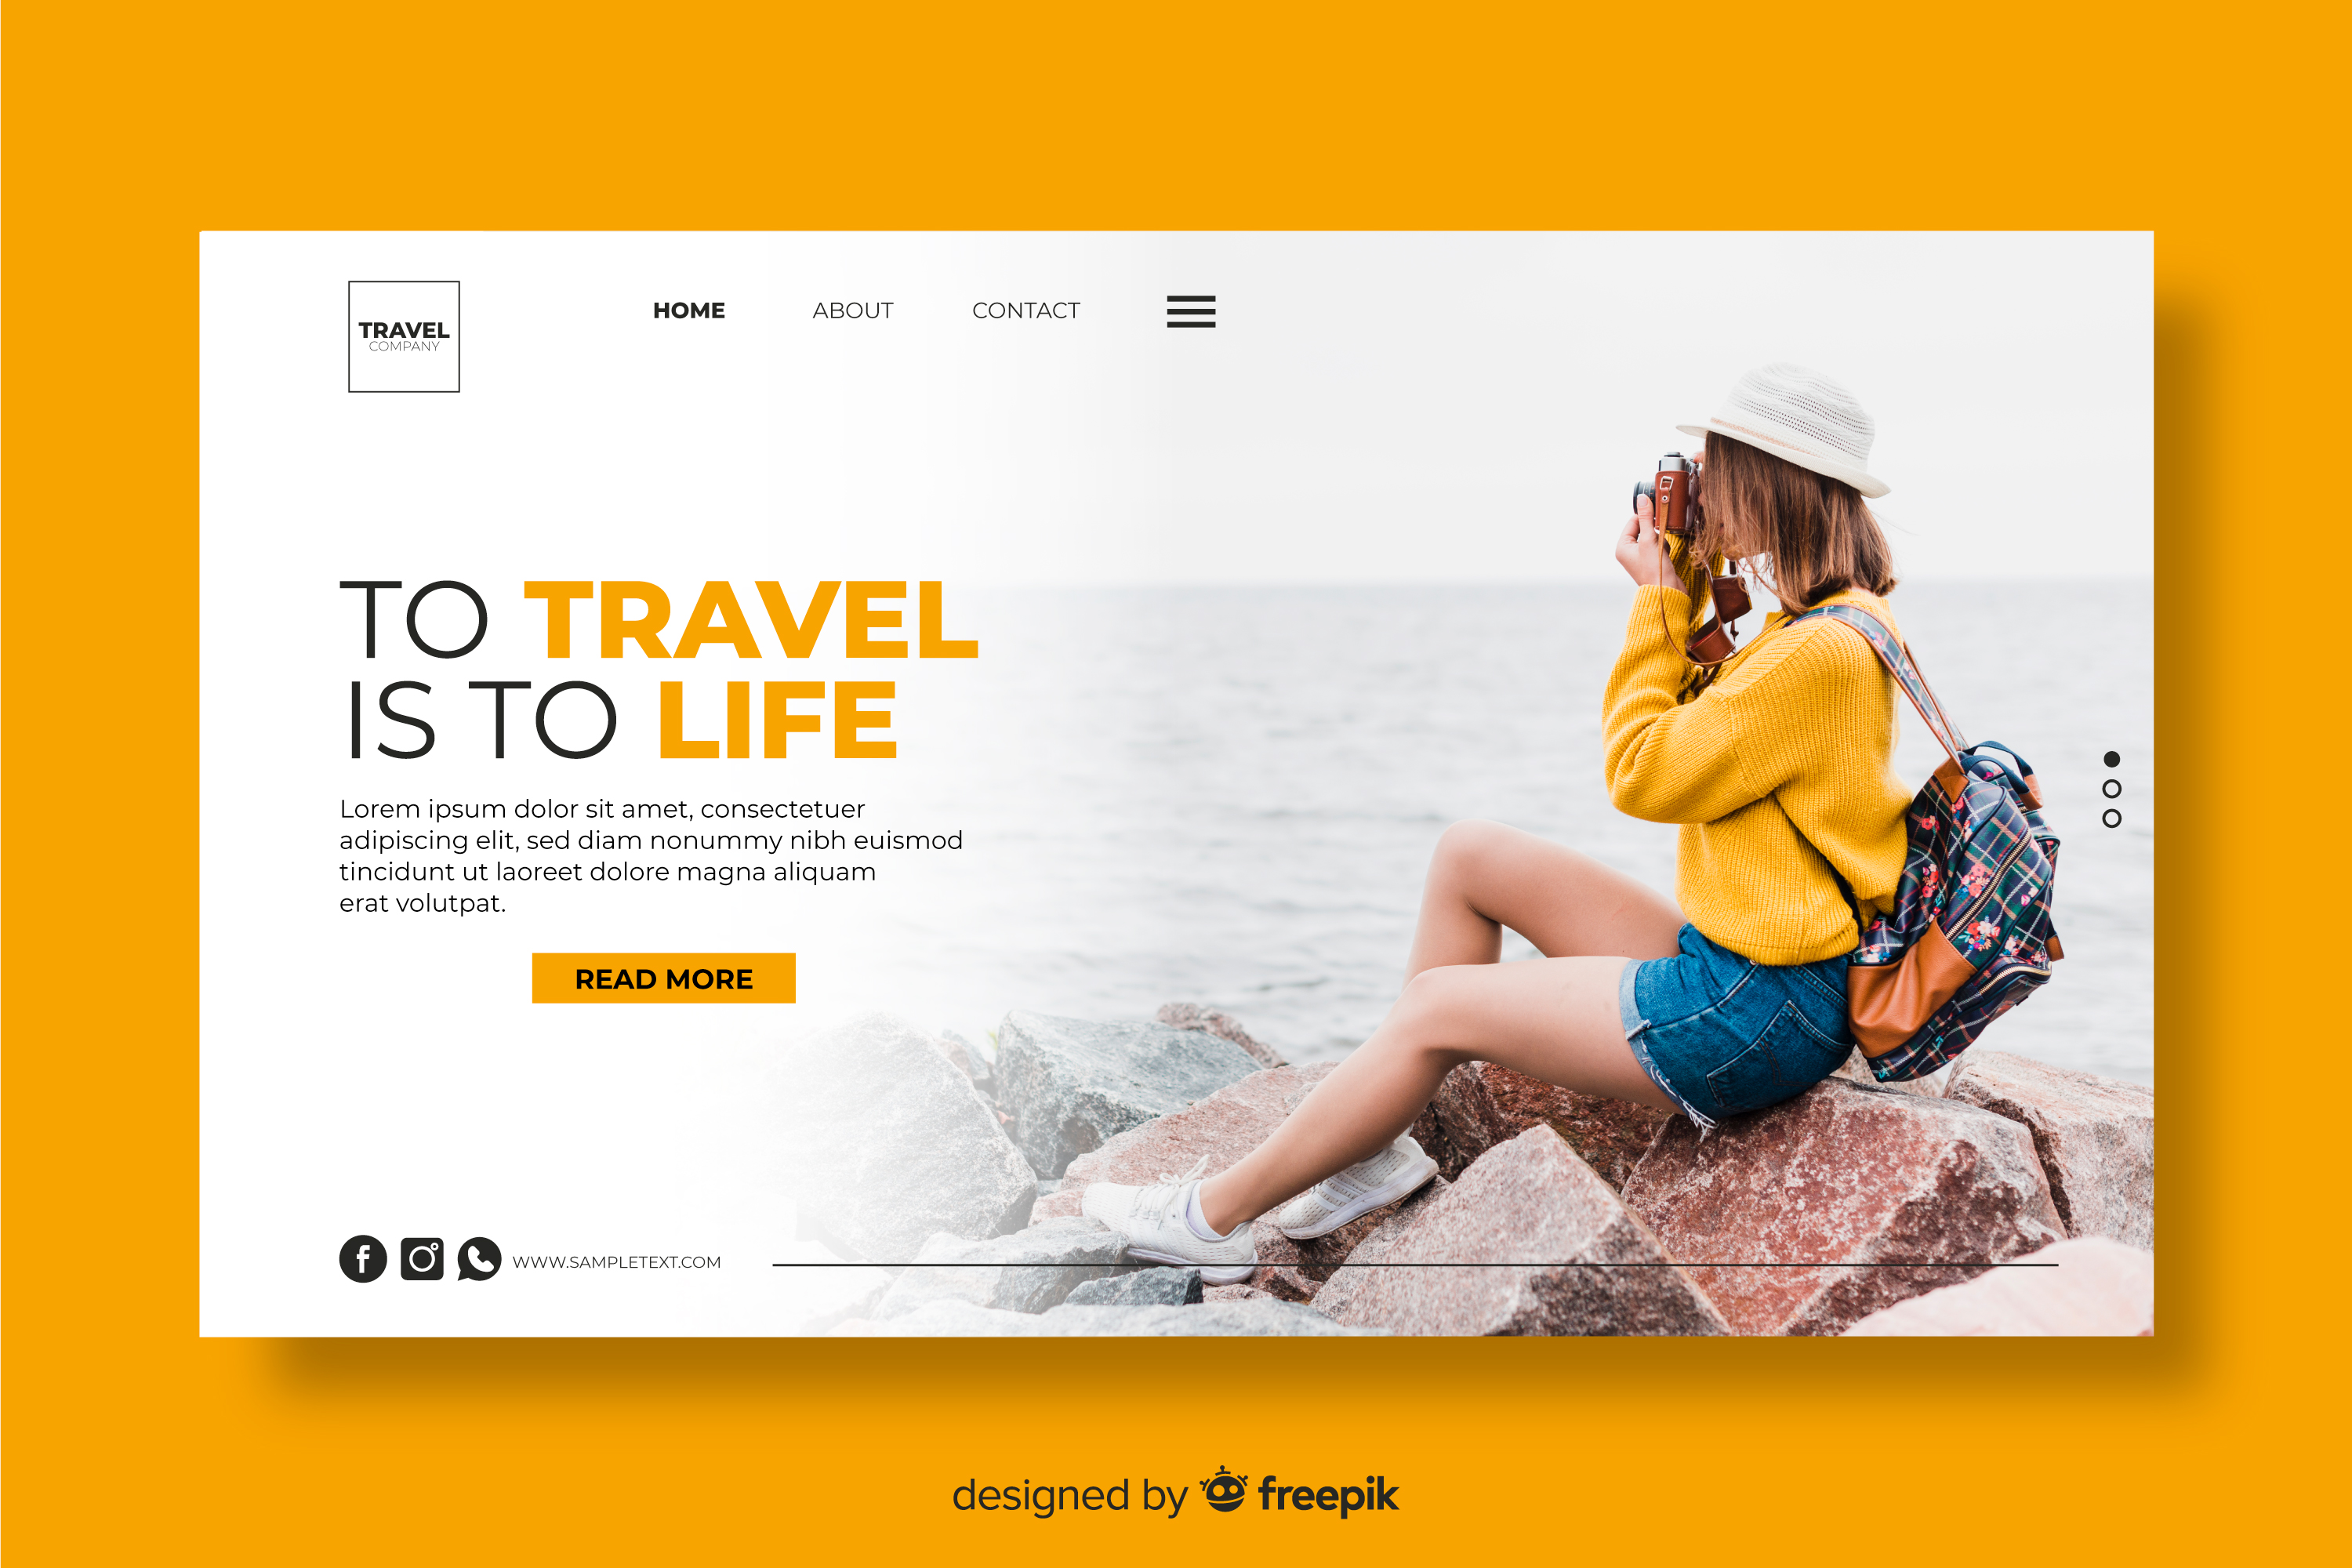 TRAVEL
COMPANY
HOME ABOUT CONTACT
TO TRAVEL
IS TO LIFE
Lorem ipsum dolor sit amet, consectetuer
adipiscing elit, sed diam nonummy nibh euismod
tincidunt ut laoreet dolore magna aliquam
erat volutpat.
READ MORE
WWW.SAMPLETEXT.COM
designed by freepik